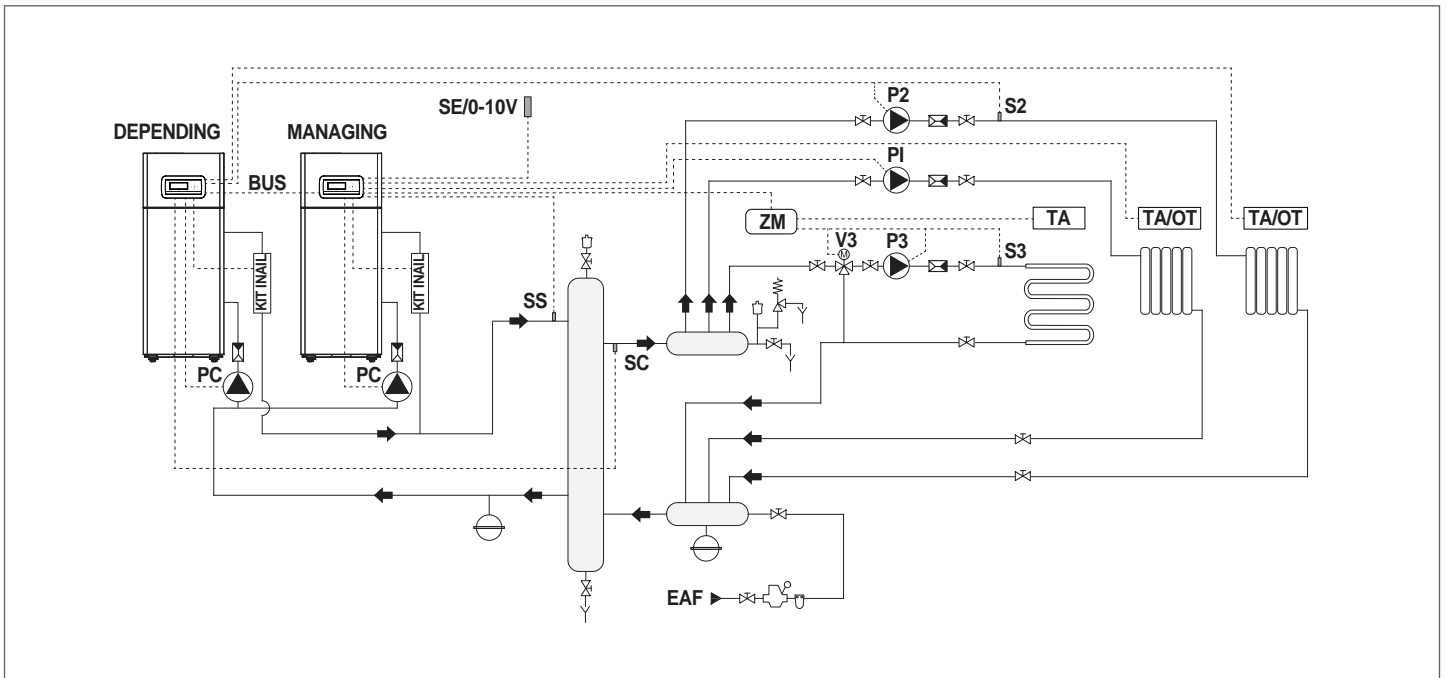 P2
S2
SE/0-10V
DEPENDING
MANAGING
P1
BUS
TA
TA/OT
TA/OT
ZM
V3
P3
M
S3
KIT INAIL
KIT INAIL
SS
SC
PC
PC
EAF